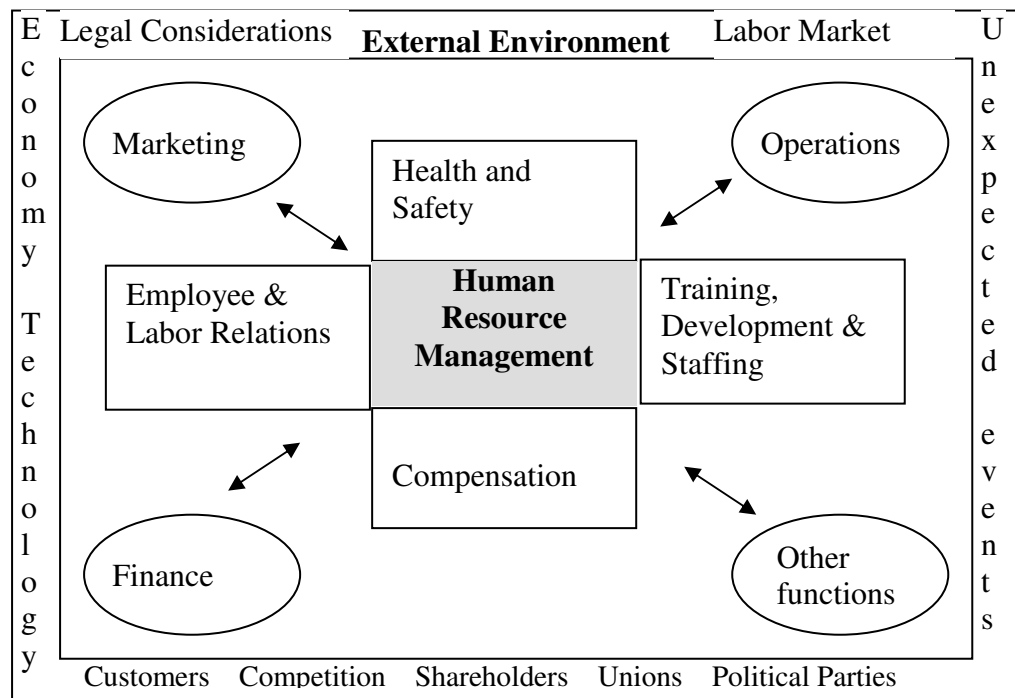 Legal Considerations External Environment Labor Market
Economy Technology
Unexpected events
Marketing
Operations
Health and
Safety
Employee &
Labor Relations
Human
Resource
Management
Training,
Development &
Staffing
Compensation
Finance
Other
functions
Customers Competition Shareholders Unions Political Parties